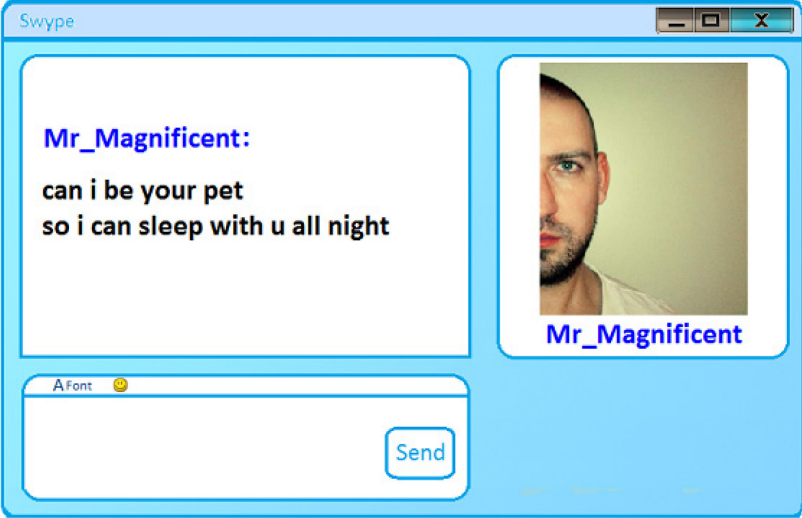 Swype
X
Mr_Magnificent:
can i be your pet
so i can sleep with u all night
Mr_Magnificent
A Font
Send